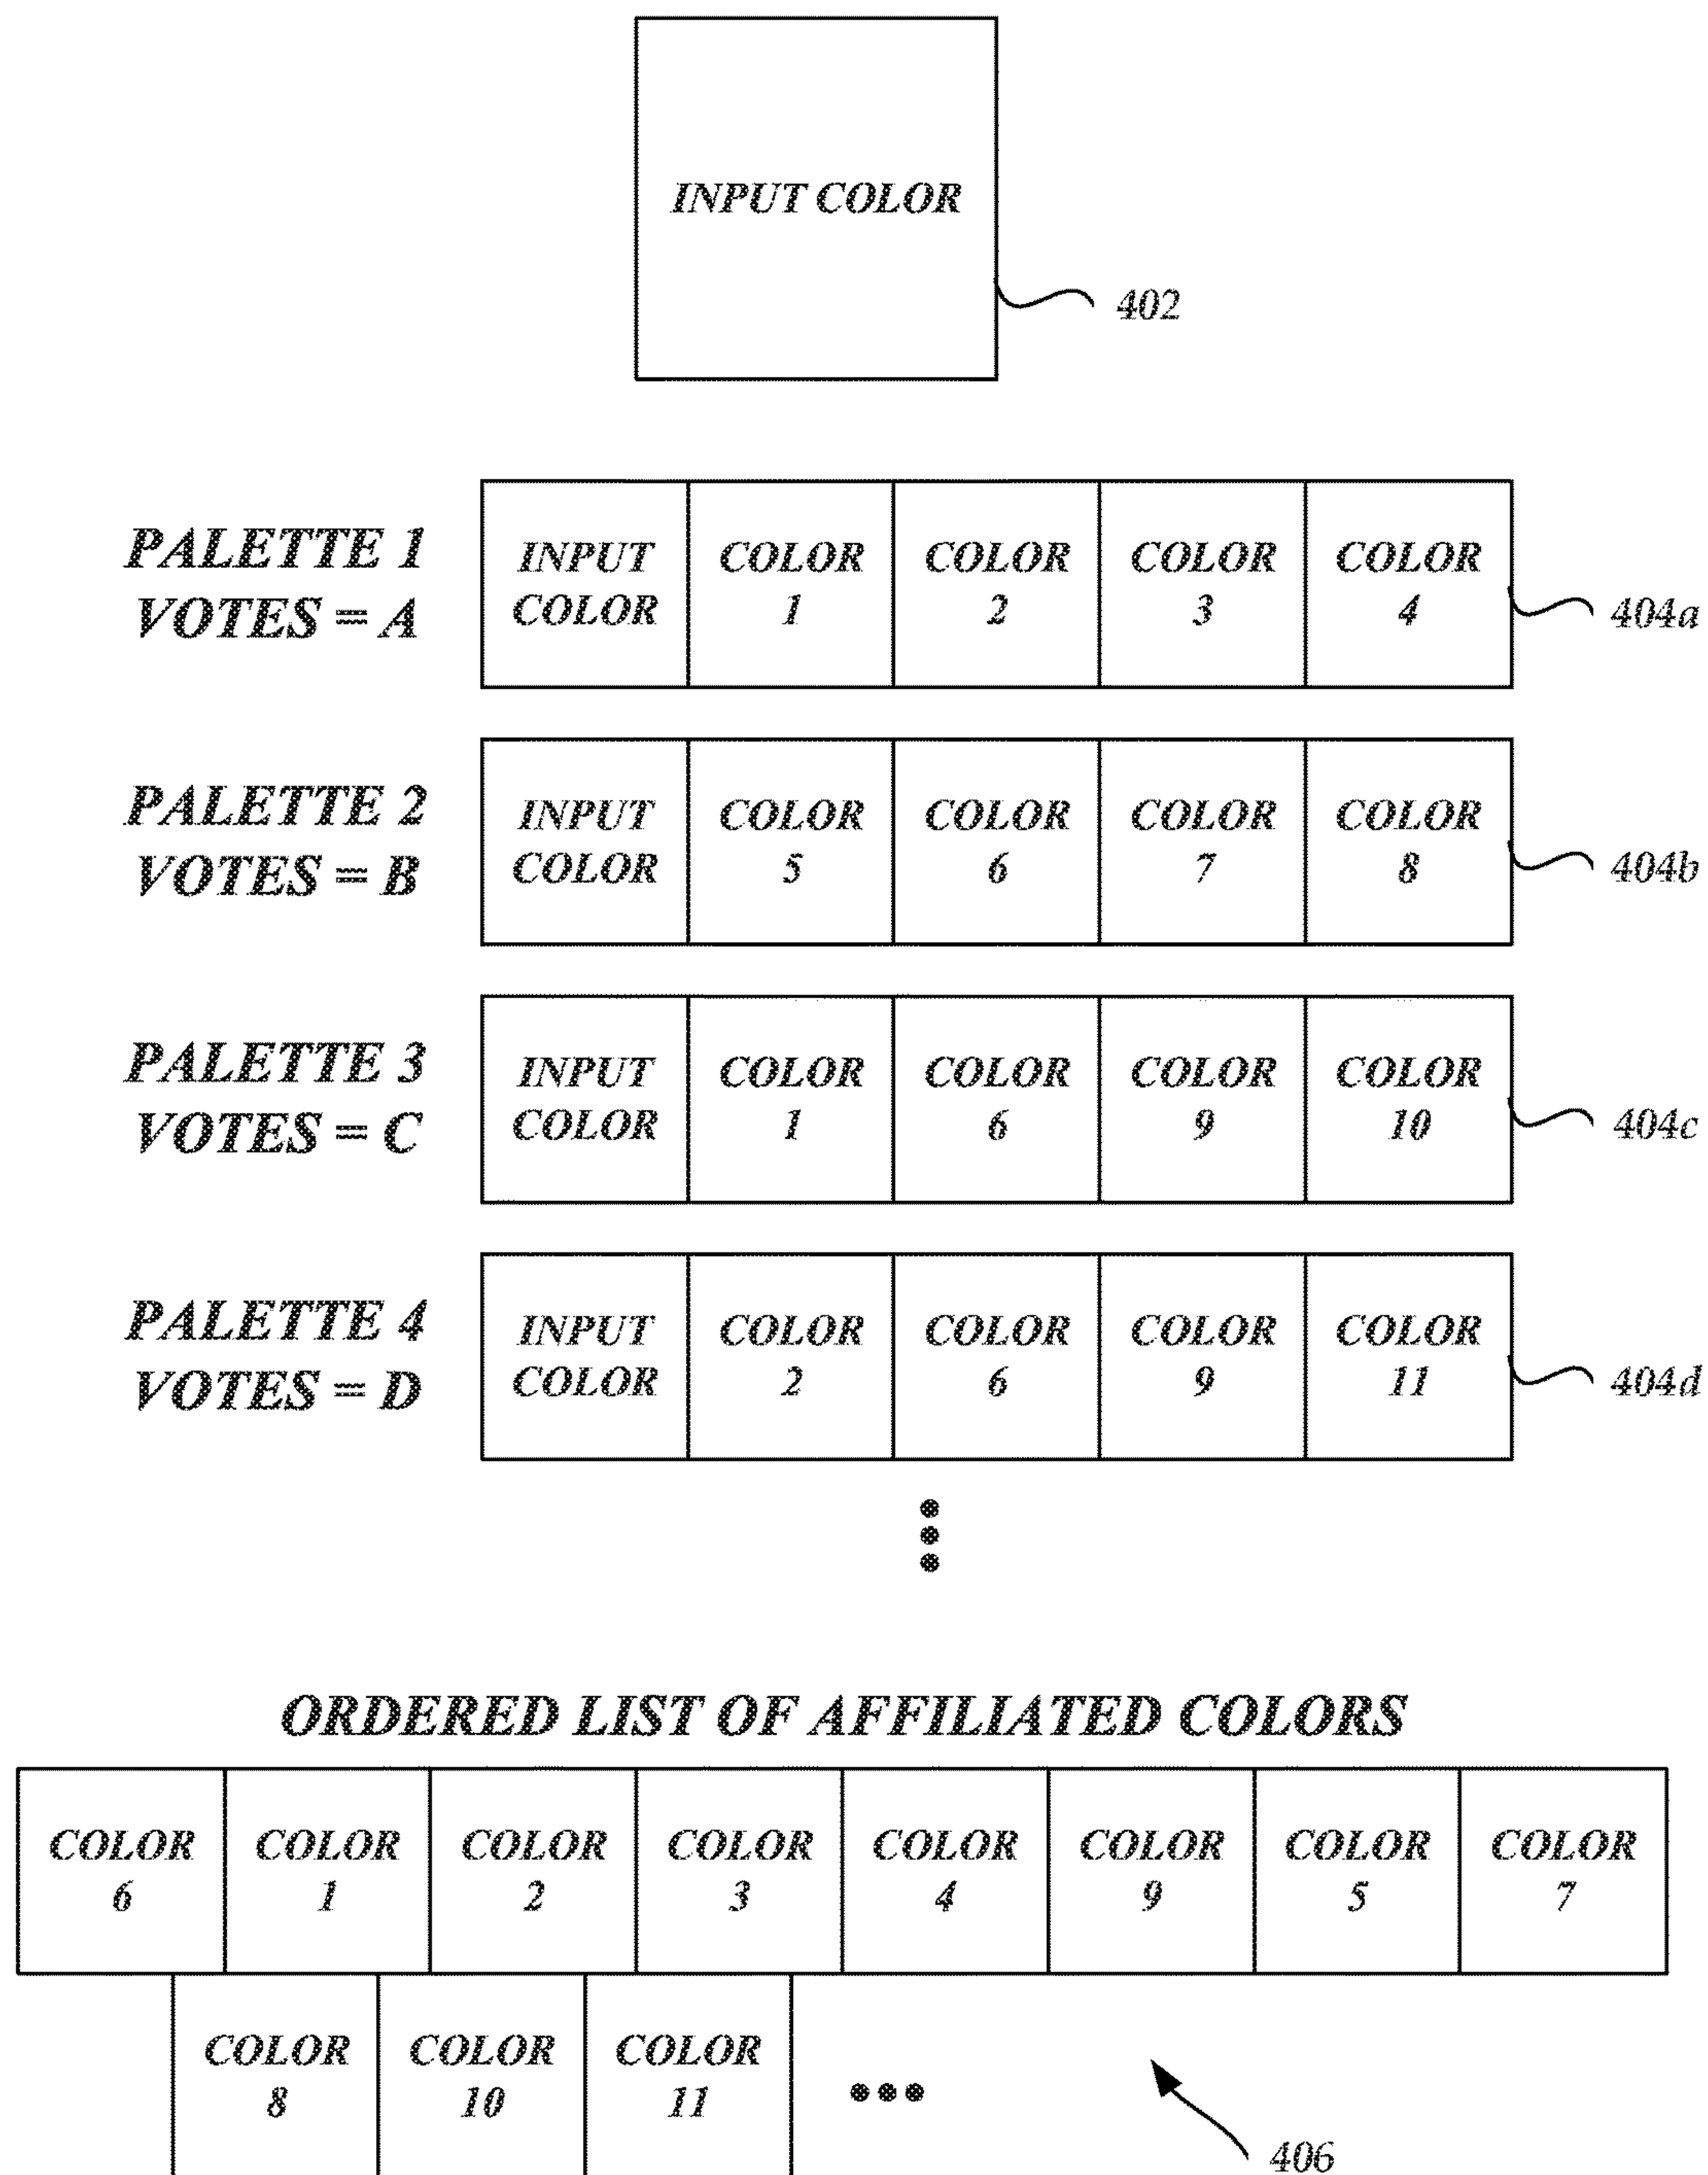 INPUT COLOR
402
PALETTE 1
VOTES = A
INPUT COLOR
COLOR 1
COLOR 2
COLOR 3
COLOR 4
404a
PALETTE 2
VOTES = B
INPUT COLOR
COLOR 5
COLOR 6
COLOR 7
COLOR 8
404b
PALETTE 3
VOTES = C
INPUT COLOR
COLOR 1
COLOR 6
COLOR 9
COLOR 10
404c
PALETTE 4
VOTES = D
INPUT COLOR
COLOR 2
COLOR 6
COLOR 9
COLOR 11
404d
ORDERED LIST OF AFFILIATED COLORS
COLOR 6
COLOR 1
COLOR 2
COLOR 3
COLOR 4
COLOR 9
COLOR 5
COLOR 7
COLOR 8
COLOR 10
COLOR 11
406